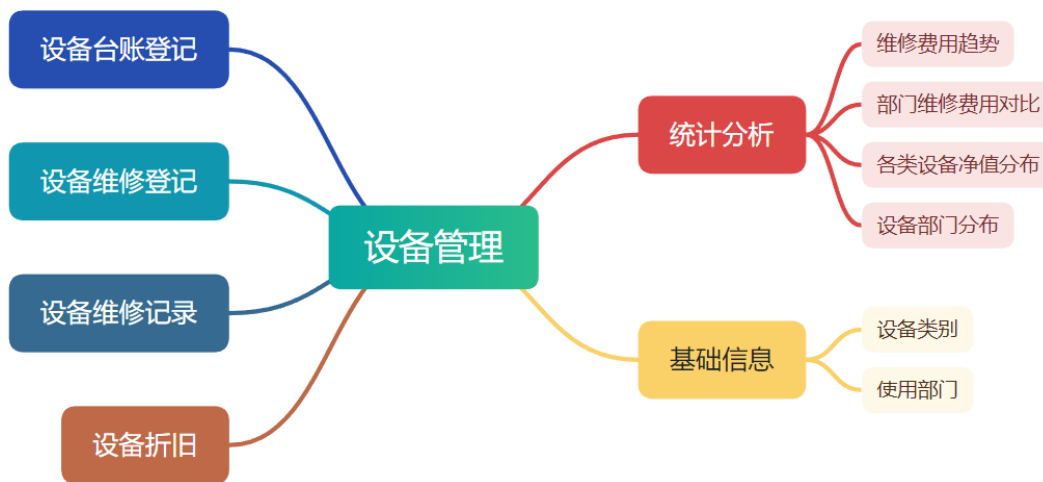 设备台账登记
设备维修登记
设备维修记录
设备折旧
设备管理
统计分析
维修费用趋势
部门维修费用对比
各类设备净值分布
设备部门分布
基础信息
设备类别
使用部门